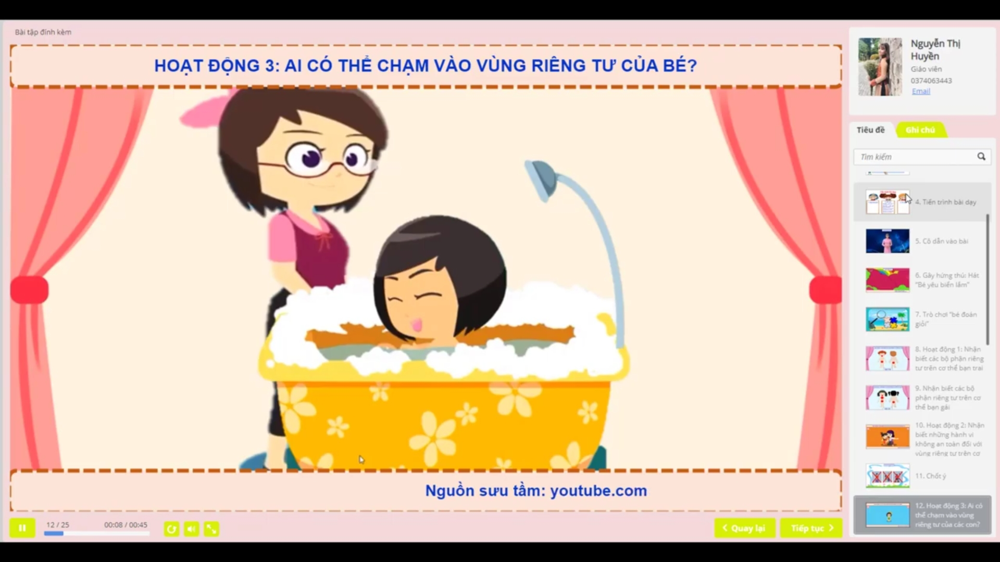 Bài tập đính kèm
HOẠT ĐỘNG 3: AI CÓ THỂ CHẠM VÀO VÙNG RIÊNG TƯ CỦA BÉ?
Nguồn sưu tầm: youtube.com
12 / 25
00:08 / 00:45
Quay lại
Tiếp tục
Nguyễn Thị
Huyền
Giáo viên
0374063443
Email
Tiêu đề
Ghi chú
Tìm kiếm
4. Tiến trình bài dạy
5. Cô dẫn vào bài
6. Gây hứng thú: Hát
"Bé yêu biển lắm"
7. Trò chơi "bé đoán
giỏi"
8. Hoạt động 1: Nhận
biết các bộ phận riêng
tư trên cơ thể bạn trai
9. Nhận biết các bộ
phận riêng tư trên cơ
thể bạn gái
10. Hoạt động 2: Nhận
biết những hành vi
không an toàn đối với
vùng riêng tư trên cơ
11. Chốt ý
12. Hoạt động 3: Ai có
thể chạm vào vùng
riêng tư của các con?